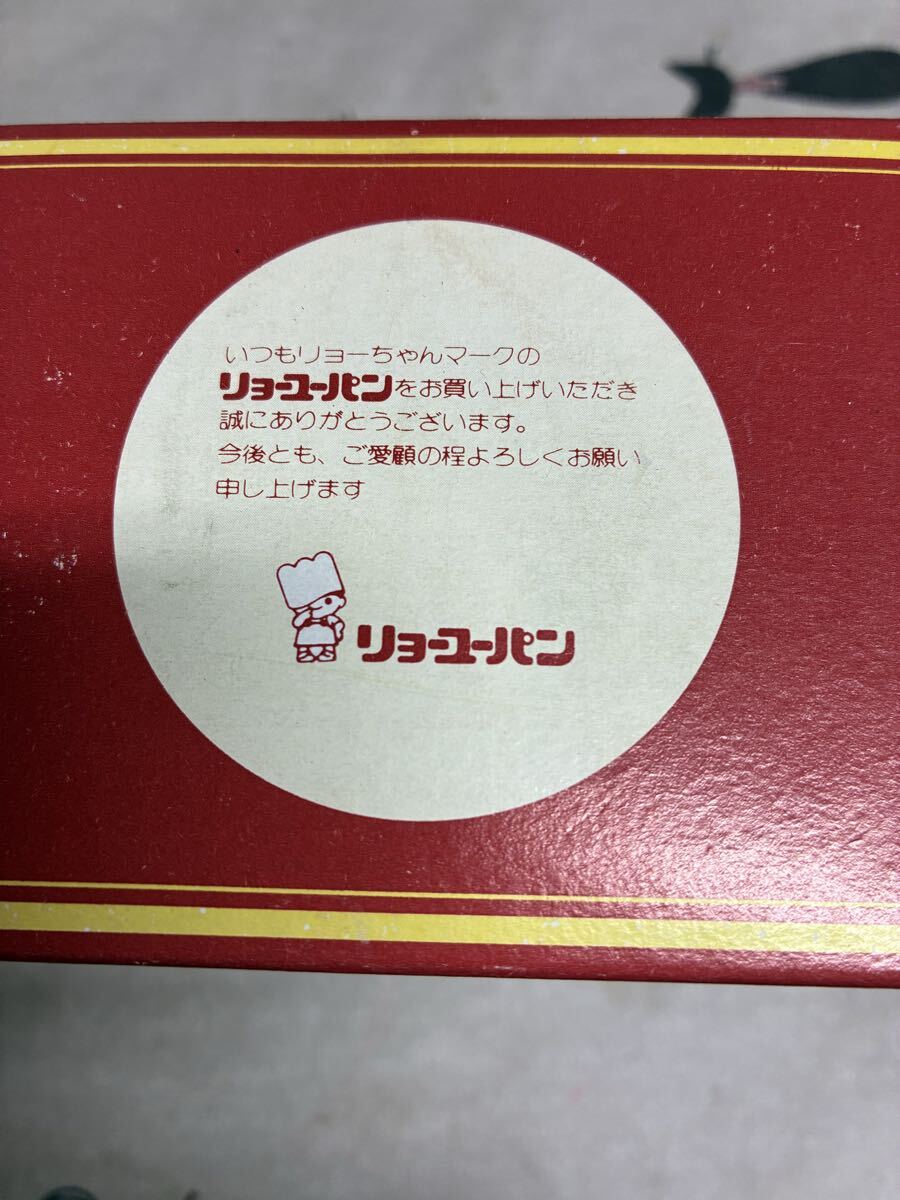 いつもリョーちゃんマークの
リョーユーパンをお買い上げいただき
誠にありがとうございます。
今後とも、ご愛顧の程よろしくお願い
申し上げます
リョーユーパン